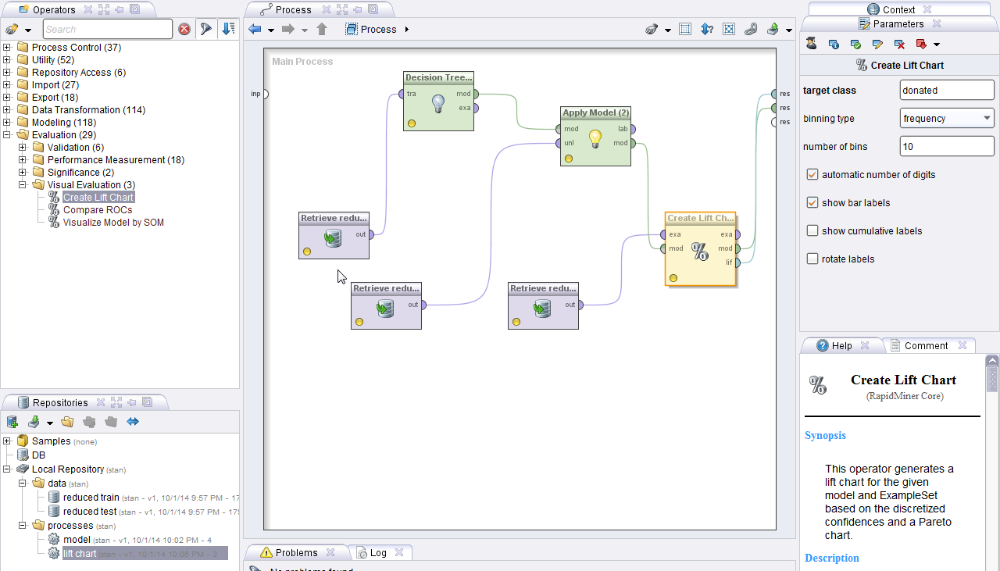 Operators
Search
Process Control (37)
Utility (52)
Repository Access (6)
Import (27)
Export (18)
Data Transformation (114)
Modeling (118)
Evaluation (29)
Validation (6)
Performance Measurement (18)
Significance (2)
Visual Evaluation (3)
Create Lift Chart
Compare ROCs
Visualize Model by SOM
Repositories
Samples (none)
DB
Local Repository (stan)
data (stan)
reduced train (stan - v1, 10/1/14 9:57 PM - 17
reduced test (stan - v1, 10/1/14 9:57 PM - 179
processes (stan)
model (stan - v1, 10/1/14 10:02 PM - 4
lift chart (stan - v1, 10/1/14 10:06 PM - 3
Process
Process
Main Process
inp
Decision Tree...
tra mod
exa
Apply Model (2)
mod lab
unl mod
res
res
res
Retrieve redu...
out
Retrieve redu...
out
Retrieve redu...
out
Create Lift Ch...
exa exa
mod mod
lif
Problems
Log
No problems found
Context
Parameters
Create Lift Chart
target class donated
binning type frequency
number of bins 10
automatic number of digits
show bar labels
show cumulative labels
rotate labels
Help
Comment
Create Lift Chart
(RapidMiner Core)
Synopsis
This operator generates a
lift chart for the given
model and ExampleSet
based on the discretized
confidences and a Pareto
chart.
Description